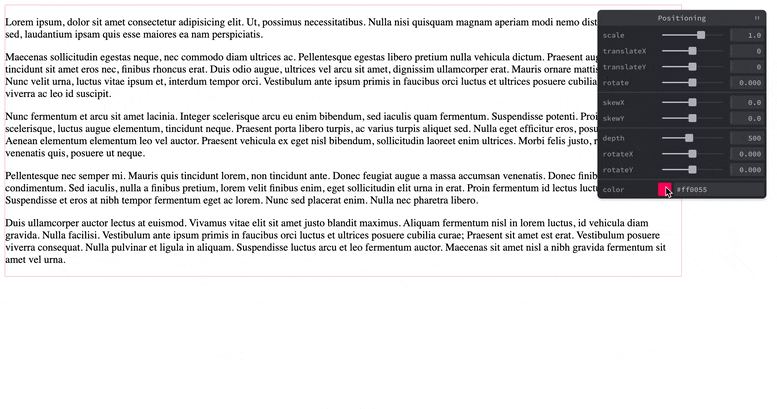 Lorem ipsum, dolor sit amet consectetur adipisicing elit. Ut, possimus necessitatibus. Nulla nisi quisquam magnam aperiam modi nemo dist
sed, laudantium ipsam quis esse maiores ea nam perspiciatis.
Maecenas sollicitudin egestas neque, nec commodo diam ultrices ac. Pellentesque egestas libero pretium nulla vehicula dictum. Praesent aug
tincidunt sit amet eros nec, finibus rhoncus erat. Duis odio augue, ultrices vel arcu sit amet, dignissim ullamcorper erat. Mauris ornare mattis
Nunc velit urna, luctus vitae ipsum et, interdum tempor orci. Vestibulum ante ipsum primis in faucibus orci luctus et ultrices posuere cubilia
viverra ac leo id suscipit.
Nunc fermentum et arcu sit amet lacinia. Integer scelerisque arcu eu enim bibendum, sed iaculis quam fermentum. Suspendisse potenti. Proi
scelerisque, luctus augue elementum, tincidunt neque. Praesent porta libero turpis, ac varius turpis aliquet sed. Nulla eget efficitur eros, posu
Aenean elementum elementum leo vel auctor. Praesent vehicula ex eget nisl bibendum, sollicitudin laoreet enim ultrices. Morbi felis justo, r
venenatis quis, posuere ut neque.
Pellentesque nec semper mi. Mauris quis tincidunt lorem, non tincidunt ante. Donec feugiat augue a massa accumsan venenatis. Donec finib
condimentum. Sed iaculis, nulla a finibus pretium, lorem velit finibus enim, eget sollicitudin elit urna in erat. Proin fermentum id lectus luct
Suspendisse et eros at nibh tempor fermentum eget ac lorem. Nunc sed placerat enim. Nulla nec pharetra libero.
Duis ullamcorper auctor lectus at euismod. Vivamus vitae elit sit amet justo blandit maximus. Aliquam fermentum nisl in lorem luctus, id vehicula diam
gravida. Nulla facilisi. Vestibulum ante ipsum primis in faucibus orci luctus et ultrices posuere cubilia curae; Praesent sit amet est erat. Vestibulum posuere
viverra consequat. Nulla pulvinar et ligula in aliquam. Suspendisse luctus arcu et leo fermentum auctor. Maecenas sit amet nisl a nibh gravida fermentum sit
amet vel urna.
Positioning
scale 1.0
translateX 0
translateY 0
rotate 0.000
skewX 0.0
skewY 0.0
depth 500
rotateX 0.000
rotateY 0.000
color #ff0055